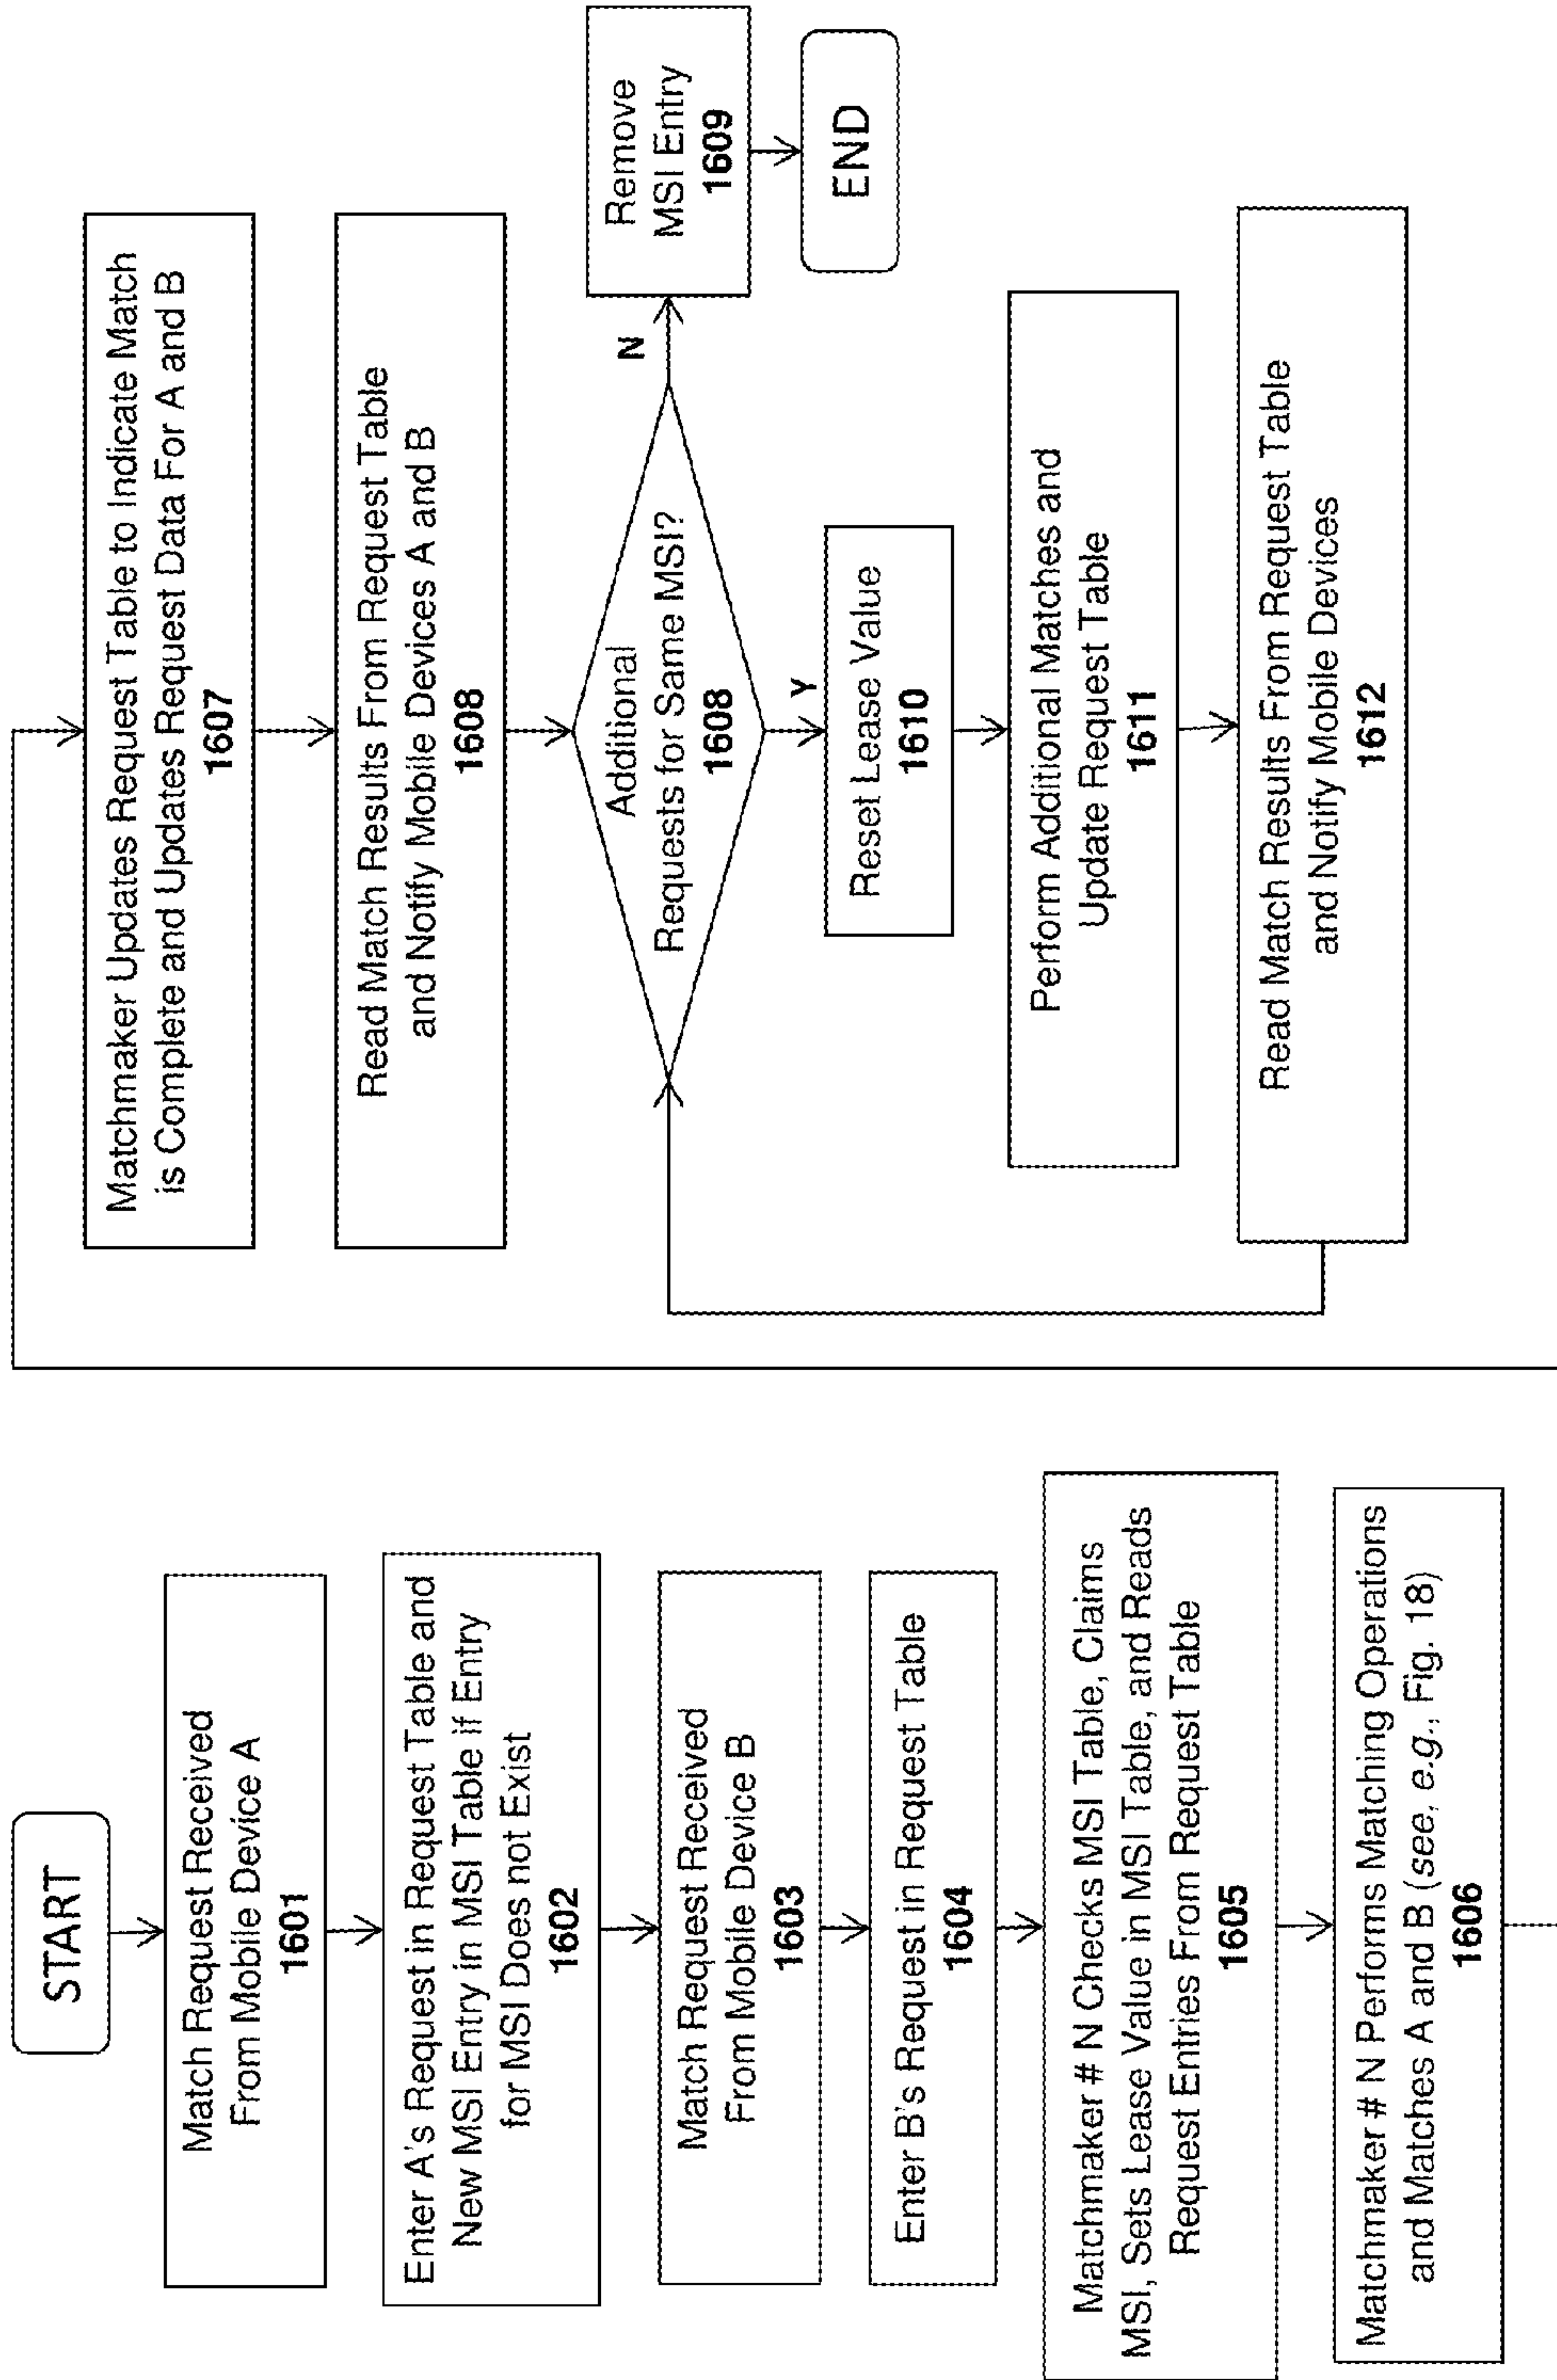 START
Match Request Received
From Mobile Device A
1601
Enter A's Request in Request Table and
New MSI Entry in MSI Table if Entry
for MSI Does not Exist
1602
Match Request Received
From Mobile Device B
1603
Enter B's Request in Request Table
1604
Matchmaker # N Checks MSI Table, Claims
MSI, Sets Lease Value in MSI Table, and Reads
Request Entries From Request Table
1605
Matchmaker # N Performs Matching Operations
and Matches A and B (see, e.g., Fig. 18)
1606
Matchmaker Updates Request Table to Indicate Match
is Complete and Updates Request Data For A and B
1607
Read Match Results From Request Table
and Notify Mobile Devices A and B
1608
Additional
Requests for Same MSI?
1608
N
Remove
MSI Entry
1609
END
Y
Reset Lease Value
1610
Perform Additional Matches and
Update Request Table
1611
Read Match Results From Request Table
and Notify Mobile Devices
1612